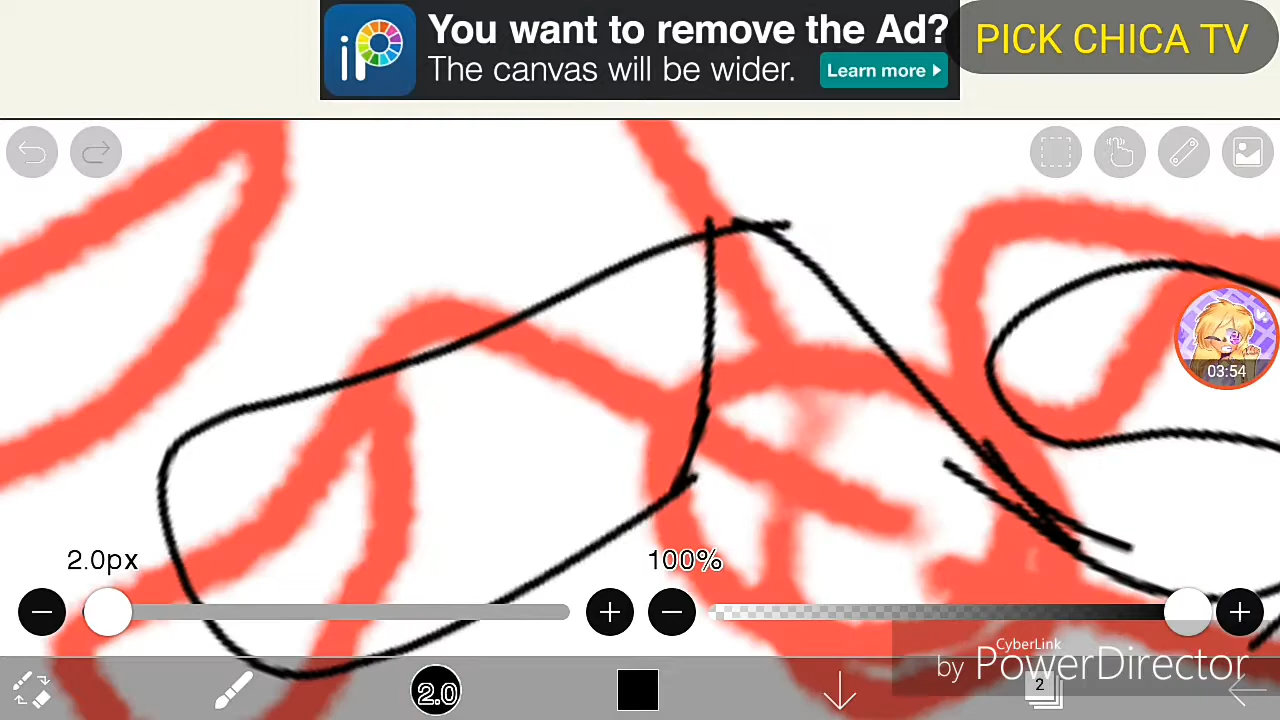 iP
You want to remove the Ad?
The canvas will be wider.
Learn more
PICK CHICA TV
03:54
2.0px
100%
2.0
2
CyberLink
by PowerDirector